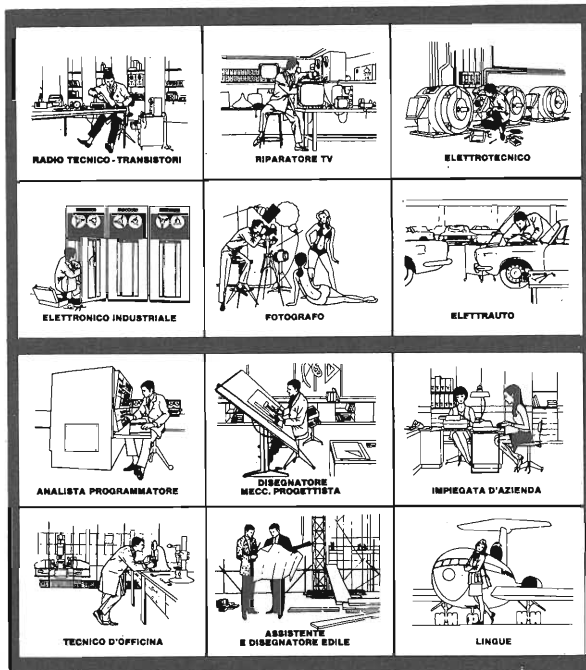 RADIO TECNICO - TRANSISTORI
RIPARATORE TV
ELETTROTECNICO
ELETTRONICO INDUSTRIALE
FOTOGRAFO
ELETTRAUTO
ANALISTA PROGRAMMATORE
DISEGNATORE
MECC. PROGETTISTA
IMPIEGATA D'AZIENDA
TECNICO D'OFFICINA
ASSISTENTE
E DISEGNATORE EDILE
LINGUE